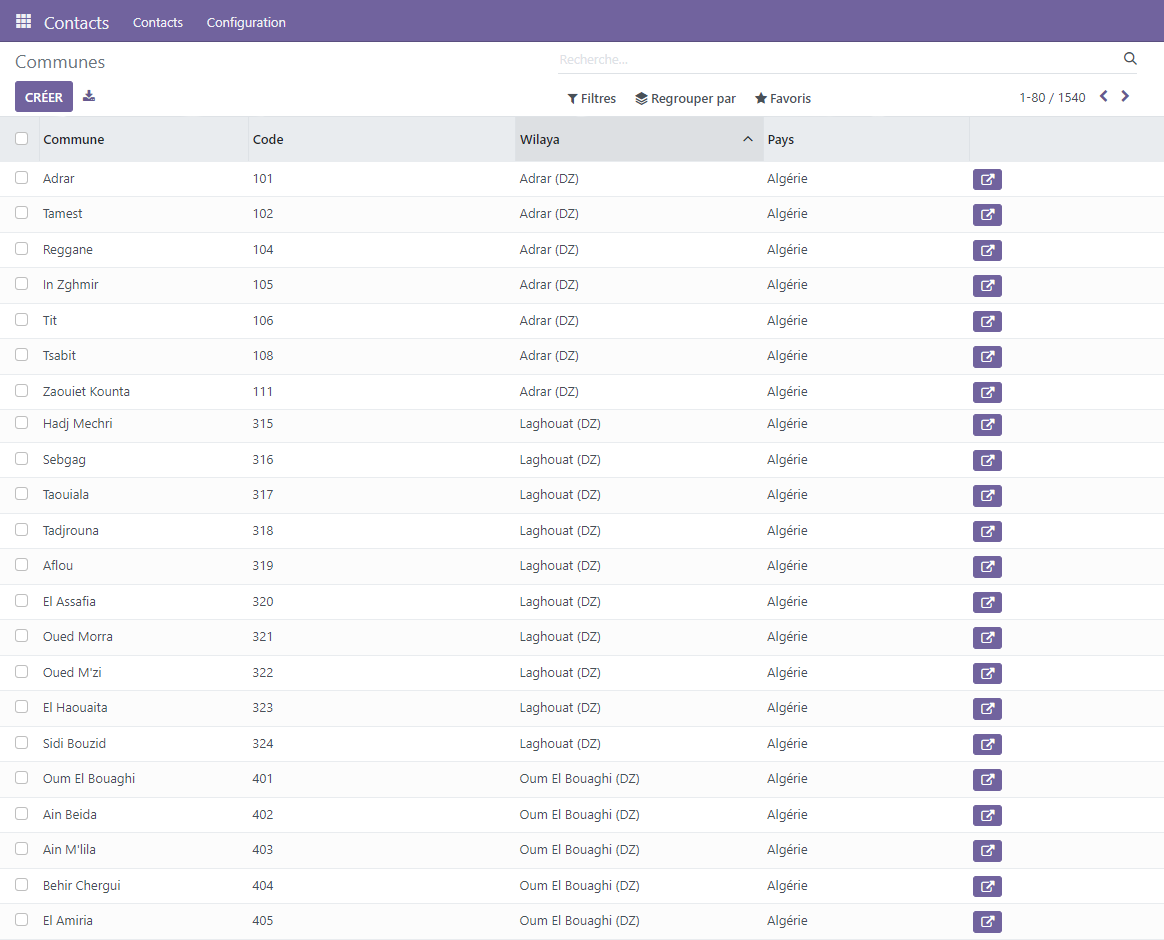 Contacts Contacts Configuration
Communes Recherche...
CRÉER Filtres Regrouper par Favoris 1-80 / 1540
Commune Code Wilaya Pays
Adrar 101 Adrar (DZ) Algérie
Tamest 102 Adrar (DZ) Algérie
Reggane 104 Adrar (DZ) Algérie
In Zghmir 105 Adrar (DZ) Algérie
Tit 106 Adrar (DZ) Algérie
Tsabit 108 Adrar (DZ) Algérie
Zaouiet Kounta 111 Adrar (DZ) Algérie
Hadj Mechri 315 Laghouat (DZ) Algérie
Sebgag 316 Laghouat (DZ) Algérie
Taouiala 317 Laghouat (DZ) Algérie
Tadjrouna 318 Laghouat (DZ) Algérie
Aflou 319 Laghouat (DZ) Algérie
El Assafia 320 Laghouat (DZ) Algérie
Oued Morra 321 Laghouat (DZ) Algérie
Oued M'zi 322 Laghouat (DZ) Algérie
El Haouaita 323 Laghouat (DZ) Algérie
Sidi Bouzid 324 Laghouat (DZ) Algérie
Oum El Bouaghi 401 Oum El Bouaghi (DZ) Algérie
Ain Beida 402 Oum El Bouaghi (DZ) Algérie
Ain M'lila 403 Oum El Bouaghi (DZ) Algérie
Behir Chergui 404 Oum El Bouaghi (DZ) Algérie
El Amiria 405 Oum El Bouaghi (DZ) Algérie